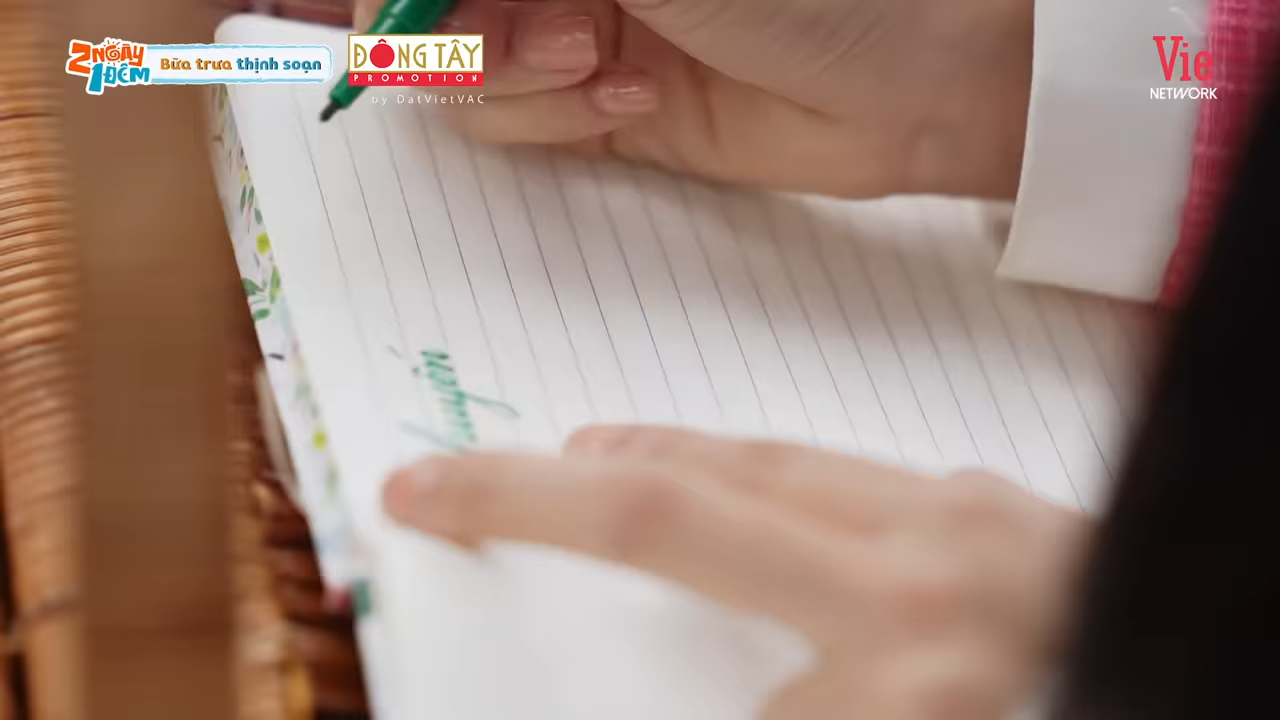 2 NGÀY 1 ĐÊM
Bữa trưa thịnh soạn
ĐÔNG TÂY
PROMOTION
by DatVietVAC
Vie
NETWORK